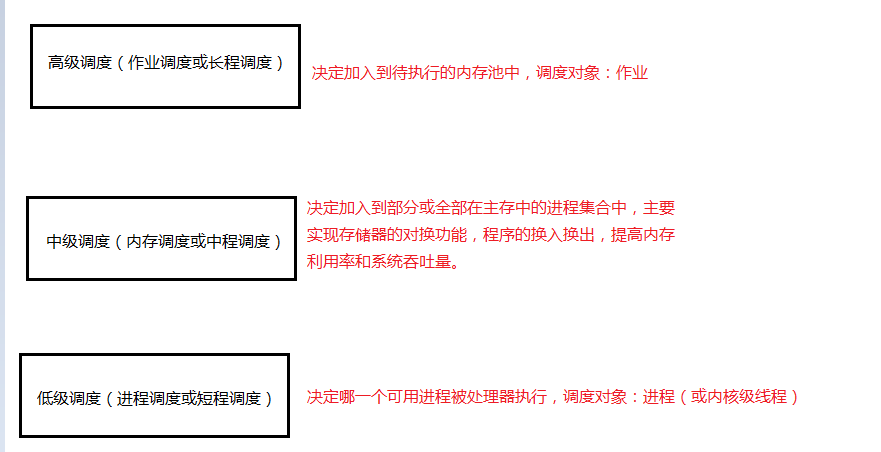 高级调度（作业调度或长程调度）
决定加入到待执行的内存池中，调度对象：作业
中级调度（内存调度或中程调度）
决定加入到部分或全部在主存中的进程集合中，主要
实现存储器的对换功能，程序的换入换出，提高内存
利用率和系统吞吐量。
低级调度（进程调度或短程调度）
决定哪一个可用进程被处理器执行，调度对象：进程（或内核级线程）